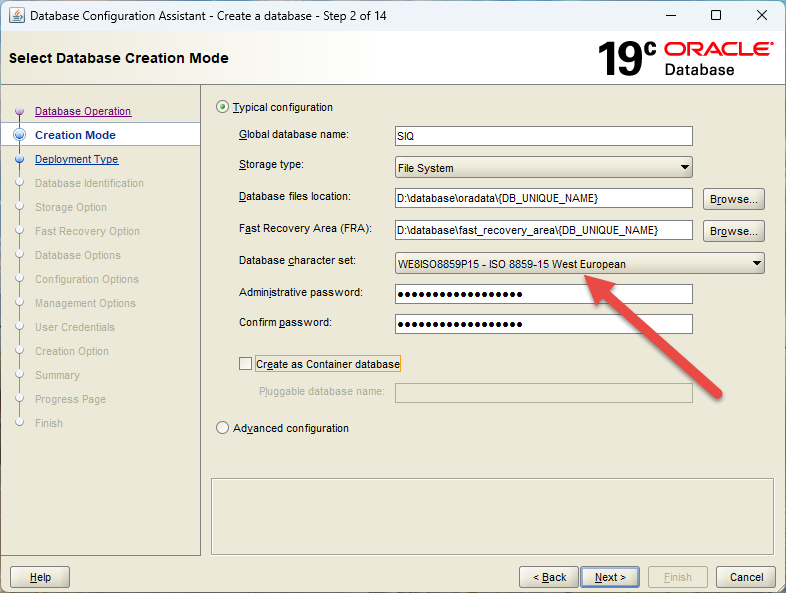 Database Configuration Assistant - Create a database - Step 2 of 14
Select Database Creation Mode
19c ORACLE
Database
Database Operation
Creation Mode
Deployment Type
Database Identification
Storage Option
Fast Recovery Option
Database Options
Configuration Options
Management Options
User Credentials
Creation Option
Summary
Progress Page
Finish
Typical configuration
Global database name: SIQ
Storage type: File System
Database files location: D:\database\oradata\{DB_UNIQUE_NAME} Browse...
Fast Recovery Area (FRA): D:\database\fast_recovery_area\{DB_UNIQUE_NAME} Browse...
Database character set: WE8ISO8859P15 - ISO 8859-15 West European
Administrative password: ●●●●●●●●●●●●●●●●●●
Confirm password: ●●●●●●●●●●●●●●●●●●
Create as Container database
Pluggable database name:
Advanced configuration
Help < Back Next > Finish Cancel